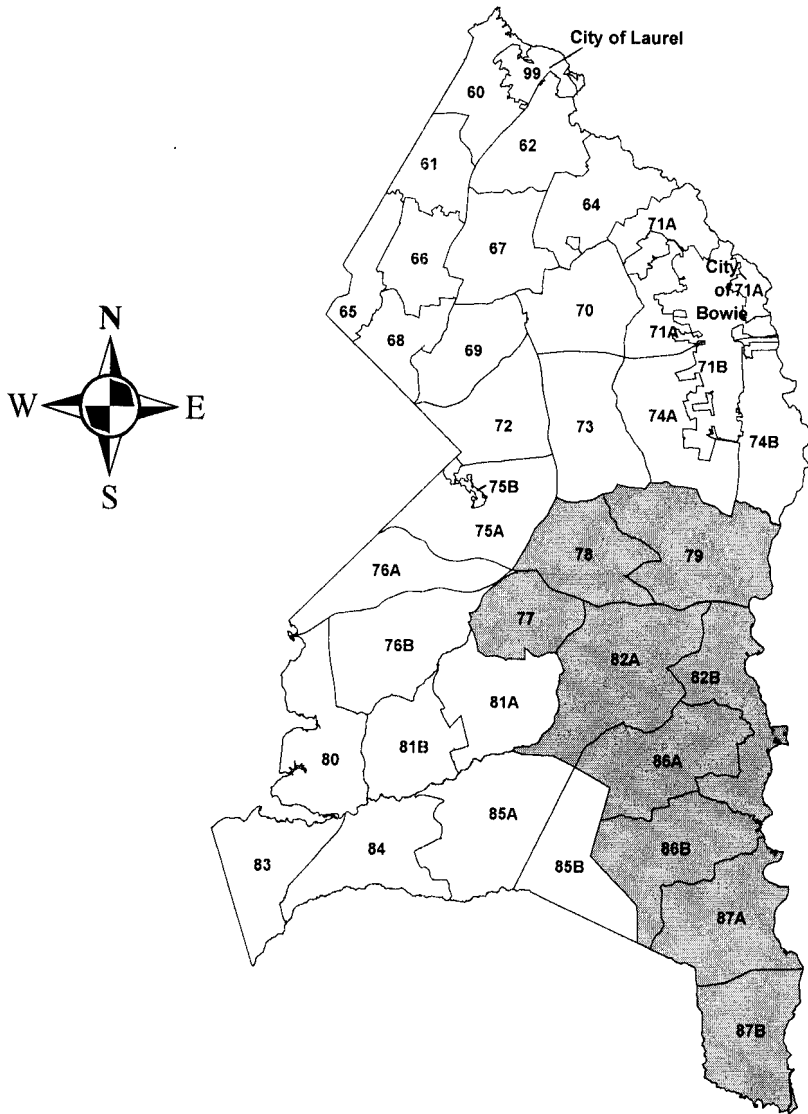 City of Laurel
99
60
62
61
64
71A
66
67
City
of 71A
Bowie
65
70
68
71A
69
71B
N
W E
S
72
73
74A
74B
75B
75A
78
79
76A
77
76B
82A
82B
81A
80
81B
86A
85A
84
86B
83
85B
87A
87B